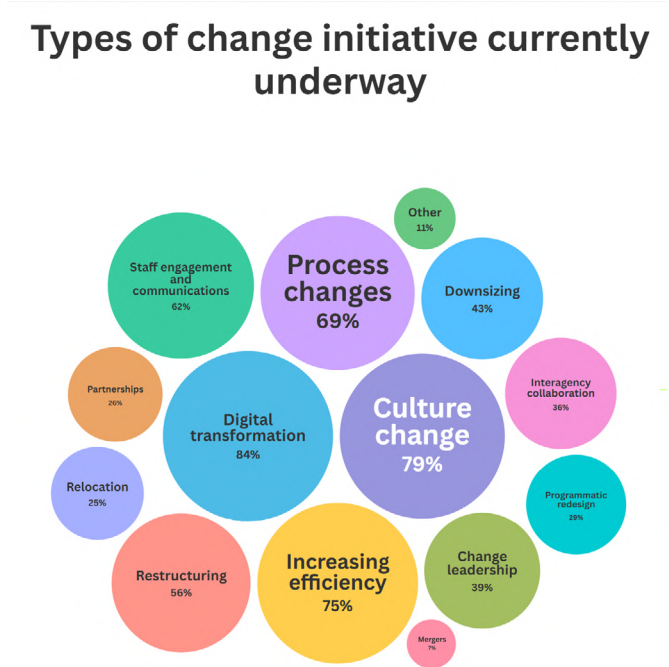 Types of change initiative currently
underway
Other
11%
Staff engagement
and
communications
62%
Process
changes
69%
Downsizing
43%
Partnerships
26%
Interagency
collaboration
36%
Digital
transformation
84%
Culture
change
79%
Relocation
25%
Programmatic
redesign
29%
Restructuring
56%
Increasing
efficiency
75%
Change
leadership
39%
Mergers
7%